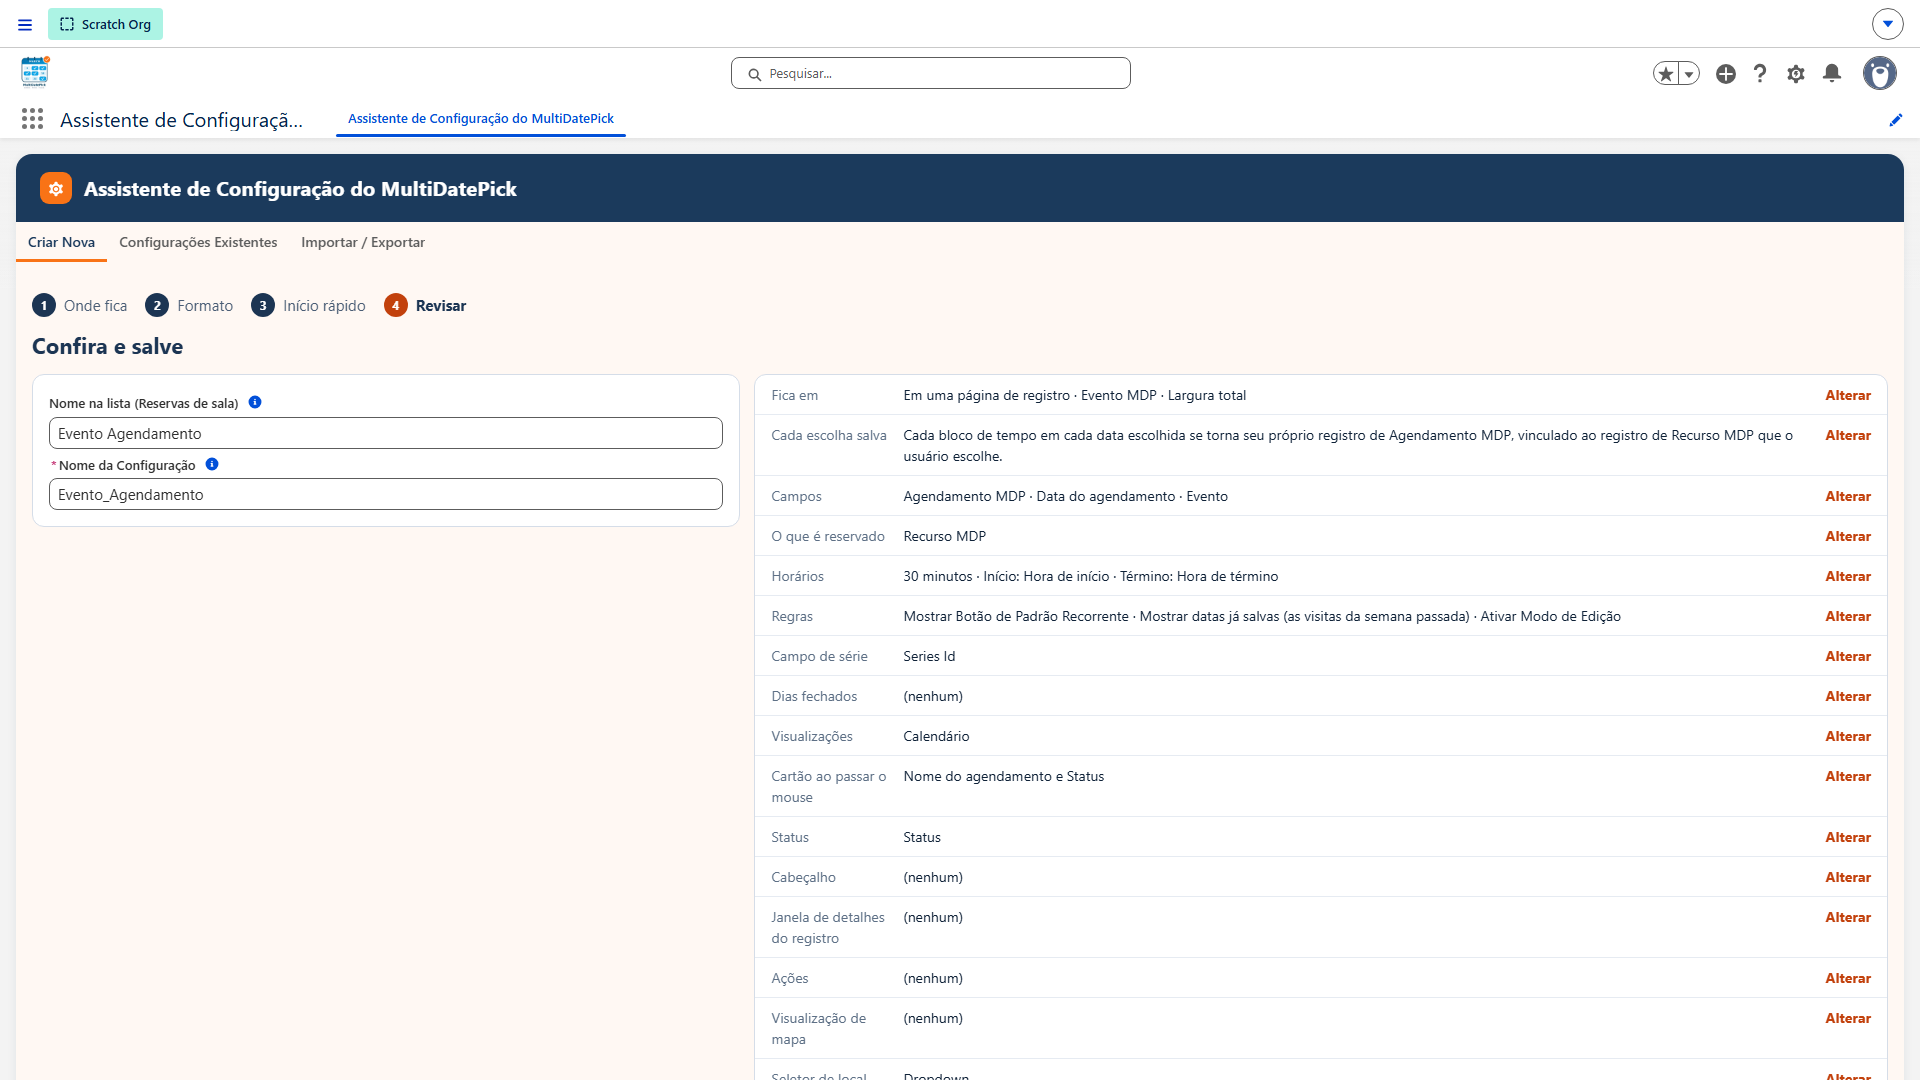 Scratch Org
Pesquisar...
Assistente de Configuraçã...
Assistente de Configuração do MultiDatePick
Assistente de Configuração do MultiDatePick
Criar Nova
Configurações Existentes
Importar / Exportar
1 Onde fica
2 Formato
3 Início rápido
4 Revisar
Confira e salve
Nome na lista (Reservas de sala)
Evento Agendamento
* Nome da Configuração
Evento_Agendamento
Fica em
Em uma página de registro · Evento MDP · Largura total
Alterar
Cada escolha salva
Cada bloco de tempo em cada data escolhida se torna seu próprio registro de Agendamento MDP, vinculado ao registro de Recurso MDP que o
usuário escolhe.
Alterar
Campos
Agendamento MDP · Data do agendamento · Evento
Alterar
O que é reservado
Recurso MDP
Alterar
Horários
30 minutos · Início: Hora de início · Término: Hora de término
Alterar
Regras
Mostrar Botão de Padrão Recorrente · Mostrar datas já salvas (as visitas da semana passada) · Ativar Modo de Edição
Alterar
Campo de série
Series Id
Alterar
Dias fechados
(nenhum)
Alterar
Visualizações
Calendário
Alterar
Cartão ao passar o
mouse
Nome do agendamento e Status
Alterar
Status
Status
Alterar
Cabeçalho
(nenhum)
Alterar
Janela de detalhes
do registro
(nenhum)
Alterar
Ações
(nenhum)
Alterar
Visualização de
mapa
(nenhum)
Alterar
Seletor de local
Dropdown
Alterar